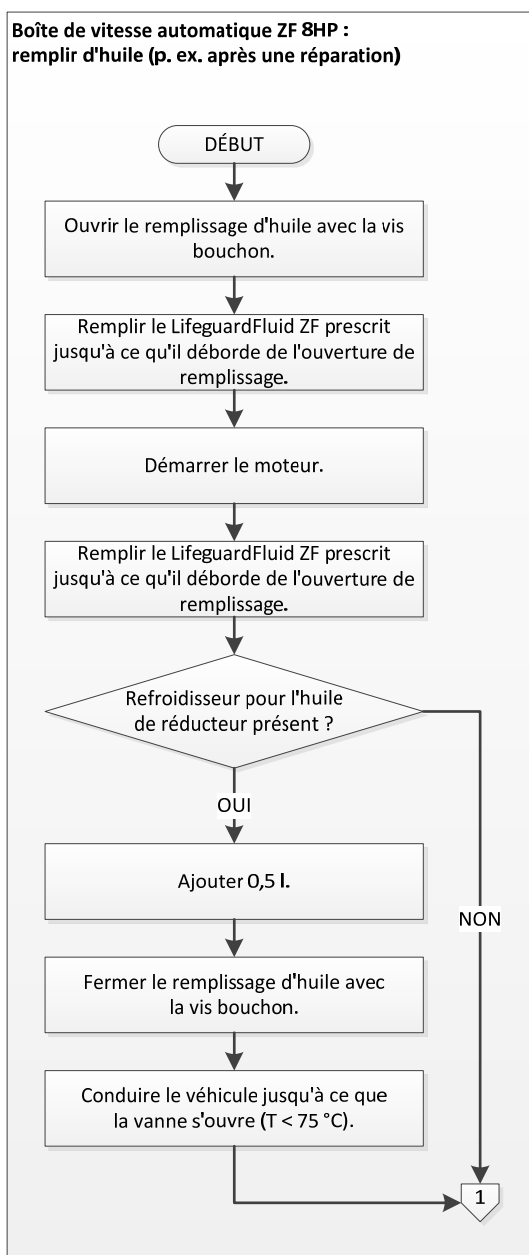 Boîte de vitesse automatique ZF 8HP :
remplir d'huile (p. ex. après une réparation)
DÉBUT
Ouvrir le remplissage d'huile avec la vis
bouchon.
Remplir le LifeguardFluid ZF prescrit
jusqu'à ce qu'il déborde de l'ouverture de
remplissage.
Démarrer le moteur.
Remplir le LifeguardFluid ZF prescrit
jusqu'à ce qu'il déborde de l'ouverture de
remplissage.
Refroidisseur pour l'huile
de réducteur présent ?
OUI
Ajouter 0,5 l.
NON
Fermer le remplissage d'huile avec
la vis bouchon.
Conduire le véhicule jusqu'à ce que
la vanne s'ouvre (T < 75 °C).
1